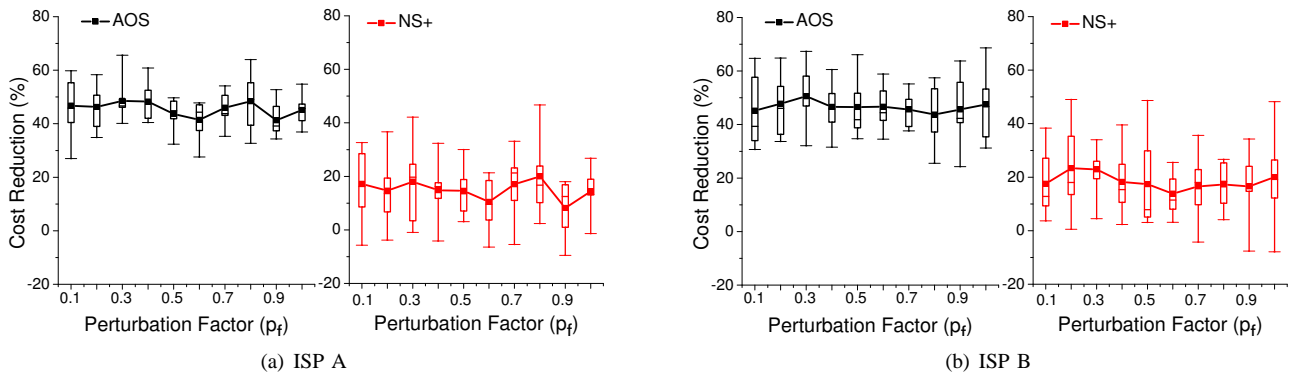 AOS
NS+
Cost Reduction (%)
80
60
40
20
0
-20
80
60
40
20
0
-20
0.1 0.3 0.5 0.7 0.9
0.1 0.3 0.5 0.7 0.9
Perturbation Factor (pf)
Perturbation Factor (pf)
(a) ISP A
AOS
NS+
Cost Reduction (%)
80
60
40
20
0
-20
80
60
40
20
0
-20
0.1 0.3 0.5 0.7 0.9
0.1 0.3 0.5 0.7 0.9
Perturbation Factor (pf)
Perturbation Factor (pf)
(b) ISP B